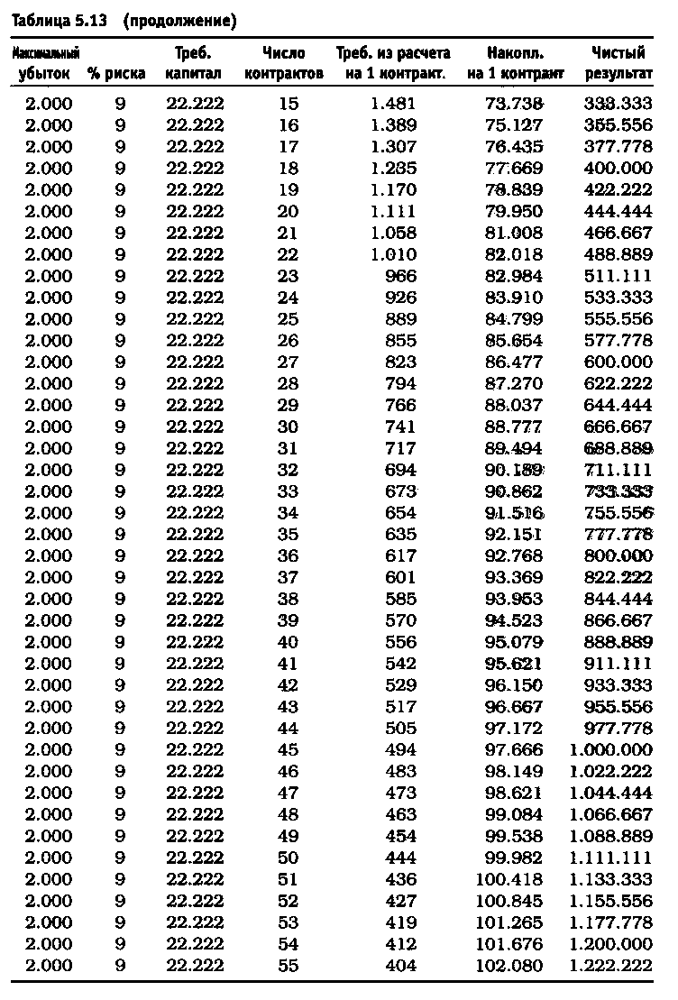 Таблица 5.13 (продолжение)
Максимальный Треб. Число Треб. из расчета Накопл. Чистый
убыток % риска капитал контрактов на 1 контракт. на 1 контракт результат
2.000 9 22.222 15 1.481 73.738 333.333
2.000 9 22.222 16 1.389 75.127 355.556
2.000 9 22.222 17 1.307 76.435 377.778
2.000 9 22.222 18 1.235 77.669 400.000
2.000 9 22.222 19 1.170 78.839 422.222
2.000 9 22.222 20 1.111 79.950 444.444
2.000 9 22.222 21 1.058 81.008 466.667
2.000 9 22.222 22 1.010 82.018 488.889
2.000 9 22.222 23 966 82.984 511.111
2.000 9 22.222 24 926 83.910 533.333
2.000 9 22.222 25 889 84.799 555.556
2.000 9 22.222 26 855 85.654 577.778
2.000 9 22.222 27 823 86.477 600.000
2.000 9 22.222 28 794 87.270 622.222
2.000 9 22.222 29 766 88.037 644.444
2.000 9 22.222 30 741 88.777 666.667
2.000 9 22.222 31 717 89.494 688.889
2.000 9 22.222 32 694 90.189 711.111
2.000 9 22.222 33 673 90.862 733.333
2.000 9 22.222 34 654 91.516 755.556
2.000 9 22.222 35 635 92.151 777.778
2.000 9 22.222 36 617 92.768 800.000
2.000 9 22.222 37 601 93.369 822.222
2.000 9 22.222 38 585 93.953 844.444
2.000 9 22.222 39 570 94.523 866.667
2.000 9 22.222 40 556 95.079 888.889
2.000 9 22.222 41 542 95.621 911.111
2.000 9 22.222 42 529 96.150 933.333
2.000 9 22.222 43 517 96.667 955.556
2.000 9 22.222 44 505 97.172 977.778
2.000 9 22.222 45 494 97.666 1.000.000
2.000 9 22.222 46 483 98.149 1.022.222
2.000 9 22.222 47 473 98.621 1.044.444
2.000 9 22.222 48 463 99.084 1.066.667
2.000 9 22.222 49 454 99.538 1.088.889
2.000 9 22.222 50 444 99.982 1.111.111
2.000 9 22.222 51 436 100.418 1.133.333
2.000 9 22.222 52 427 100.845 1.155.556
2.000 9 22.222 53 419 101.265 1.177.778
2.000 9 22.222 54 412 101.676 1.200.000
2.000 9 22.222 55 404 102.080 1.222.222